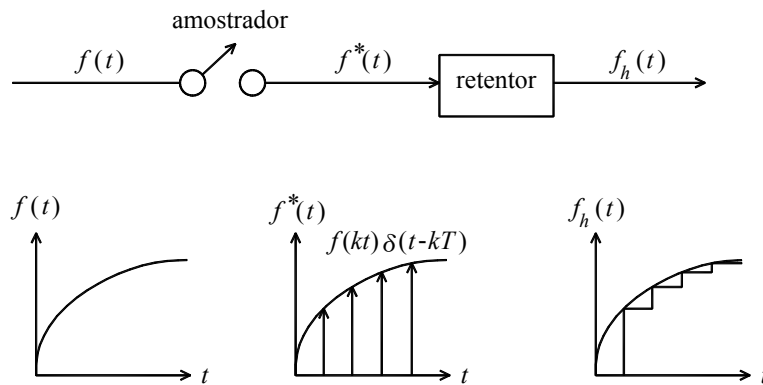 amostrador
f(t)
f*(t)
retentor
f_h(t)
f(t)
f*(t)
f_h(t)
f(kt) δ(t-kT)
t
t
t